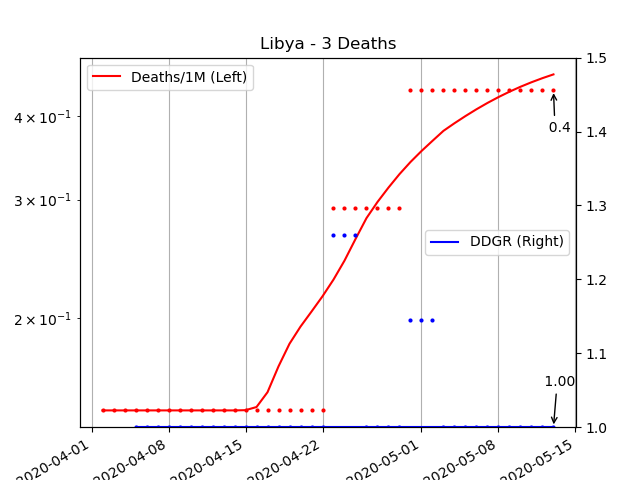 Libya - 3 Deaths
Deaths/1M (Left)
DDGR (Right)
4 × 10⁻¹
3 × 10⁻¹
2 × 10⁻¹
1.5
1.4
1.3
1.2
1.1
1.0
0.4
1.00
2020-04-01
2020-04-08
2020-04-15
2020-04-22
2020-05-01
2020-05-08
2020-05-15